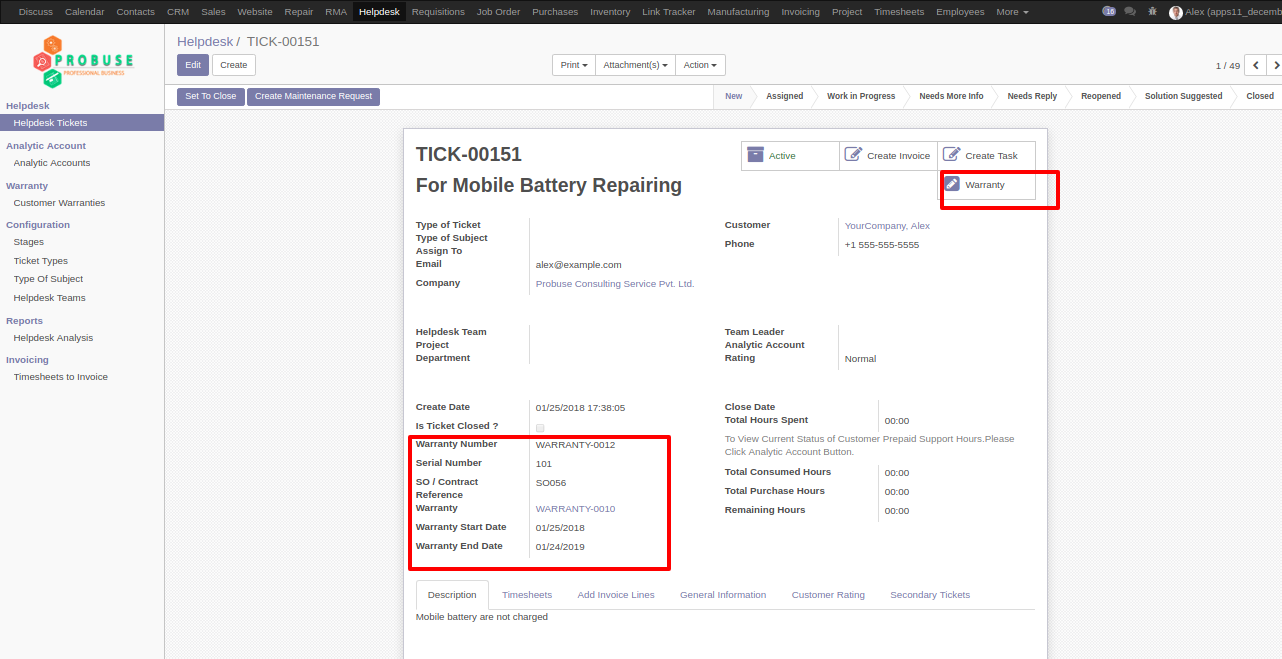 Discuss Calendar Contacts CRM Sales Website Repair RMA Helpdesk Requisitions Job Order Purchases Inventory Link Tracker Manufacturing Invoicing Project Timesheets Employees More 16 Alex (apps11_decemb
PROBUSE
PROFESSIONAL BUSINESS
Helpdesk
Helpdesk Tickets
Analytic Account
Analytic Accounts
Warranty
Customer Warranties
Configuration
Stages
Ticket Types
Type Of Subject
Helpdesk Teams
Reports
Helpdesk Analysis
Invoicing
Timesheets to Invoice
Helpdesk / TICK-00151
Edit Create Print Attachment(s) Action 1 / 49
Set To Close Create Maintenance Request New Assigned Work in Progress Needs More Info Needs Reply Reopened Solution Suggested Closed
Active Create Invoice Create Task
Warranty
TICK-00151
For Mobile Battery Repairing
Type of Ticket
Type of Subject
Assign To
Email alex@example.com
Company Probuse Consulting Service Pvt. Ltd.
Customer YourCompany, Alex
Phone +1 555-555-5555
Helpdesk Team
Project
Department
Team Leader
Analytic Account
Rating Normal
Create Date 01/25/2018 17:38:05
Is Ticket Closed ?
Warranty Number WARRANTY-0012
Serial Number 101
SO / Contract SO056
Reference
Warranty WARRANTY-0010
Warranty Start Date 01/25/2018
Warranty End Date 01/24/2019
Close Date
Total Hours Spent 00:00
To View Current Status of Customer Prepaid Support Hours.Please
Click Analytic Account Button.
Total Consumed Hours 00:00
Total Purchase Hours 00:00
Remaining Hours 00:00
Description Timesheets Add Invoice Lines General Information Customer Rating Secondary Tickets
Mobile battery are not charged